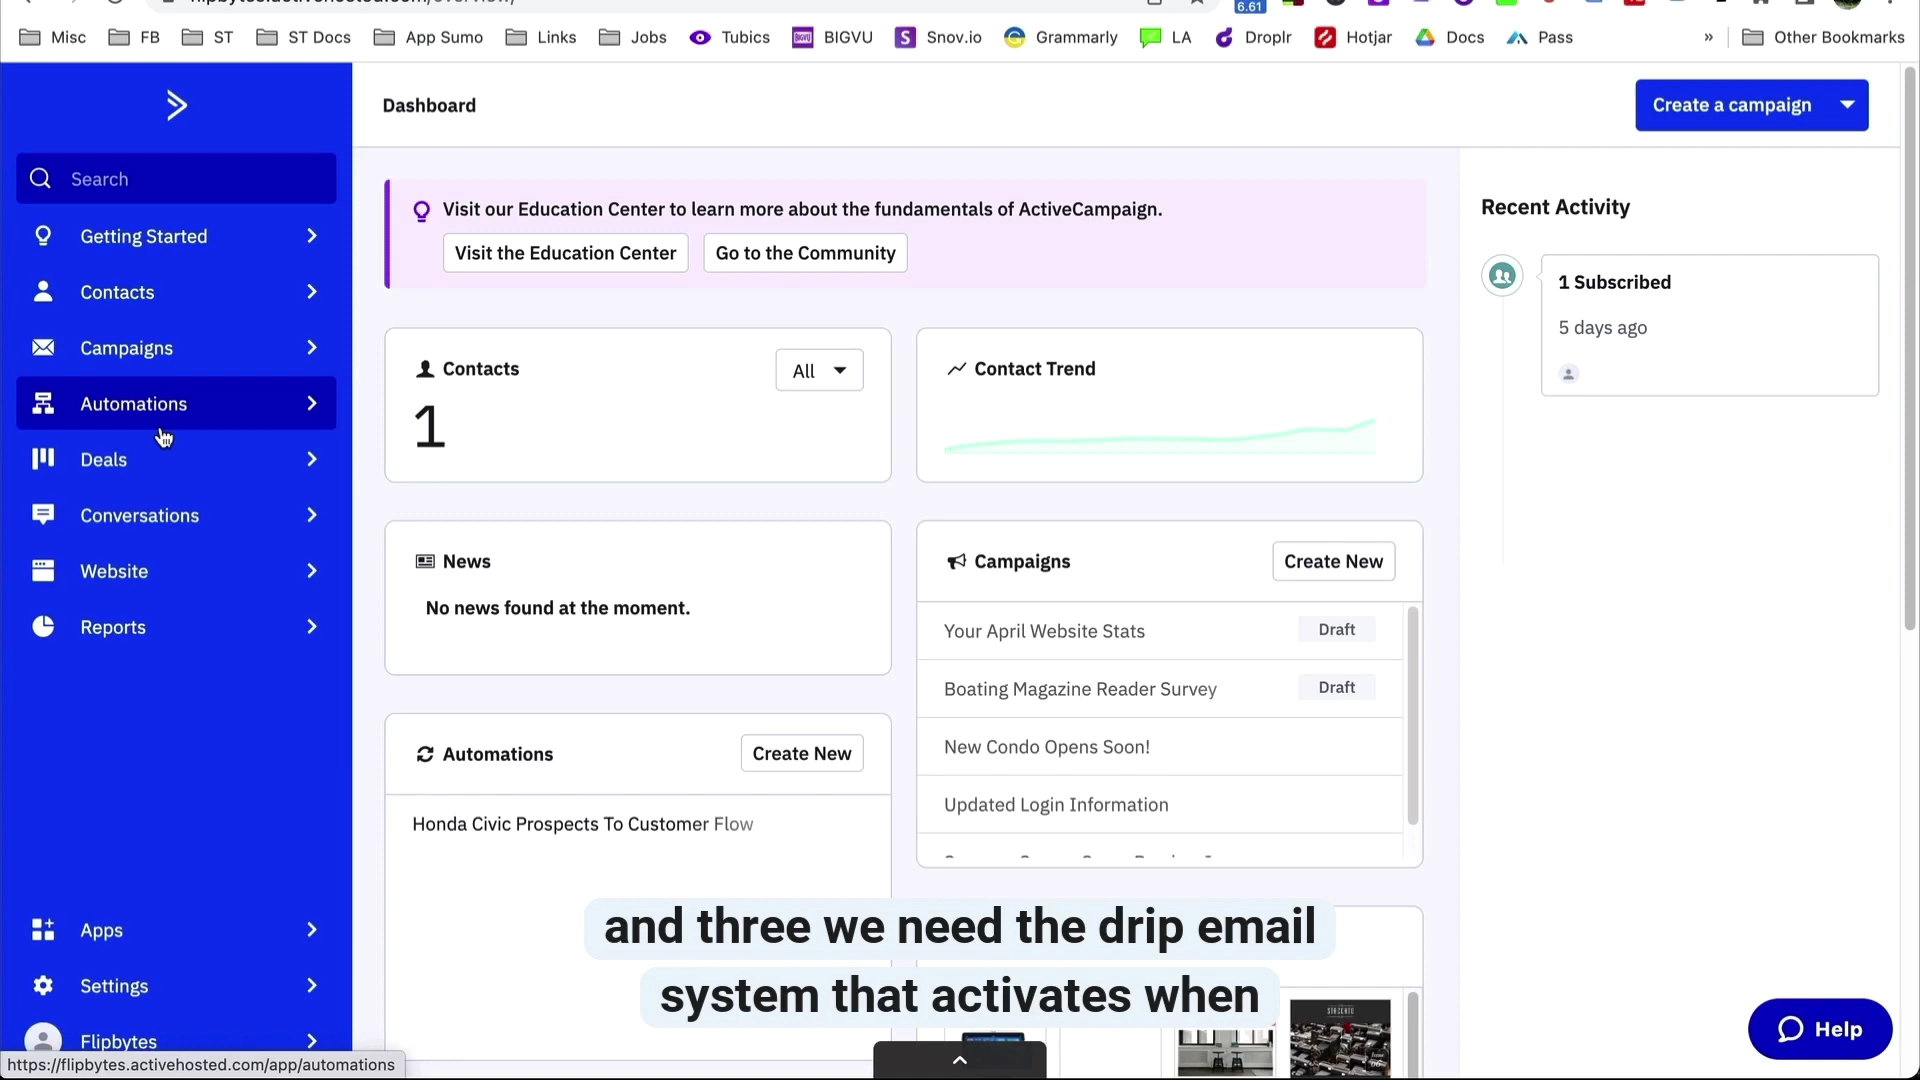 flipbytes.activehosted.com/overview/
6.61
Misc FB ST ST Docs App Sumo Links Jobs Tubics BIGVU Snov.io Grammarly LA Droplr Hotjar Docs Pass » Other Bookmarks
Dashboard
Create a campaign
Search
Getting Started
Contacts
Campaigns
Automations
Deals
Conversations
Website
Reports
Apps
Settings
Flipbytes
https://flipbytes.activehosted.com/app/automations
Visit our Education Center to learn more about the fundamentals of ActiveCampaign.
Visit the Education Center Go to the Community
Contacts All
1
Contact Trend
News
No news found at the moment.
Campaigns Create New
Your April Website Stats Draft
Boating Magazine Reader Survey Draft
New Condo Opens Soon!
Updated Login Information
Automations Create New
Honda Civic Prospects To Customer Flow
Recent Activity
1 Subscribed
5 days ago
and three we need the drip email
system that activates when
Help